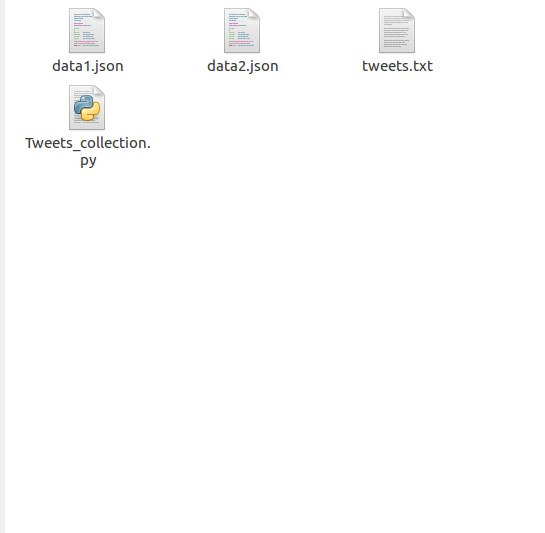 data1.json
data2.json
tweets.txt
Tweets_collection.
py